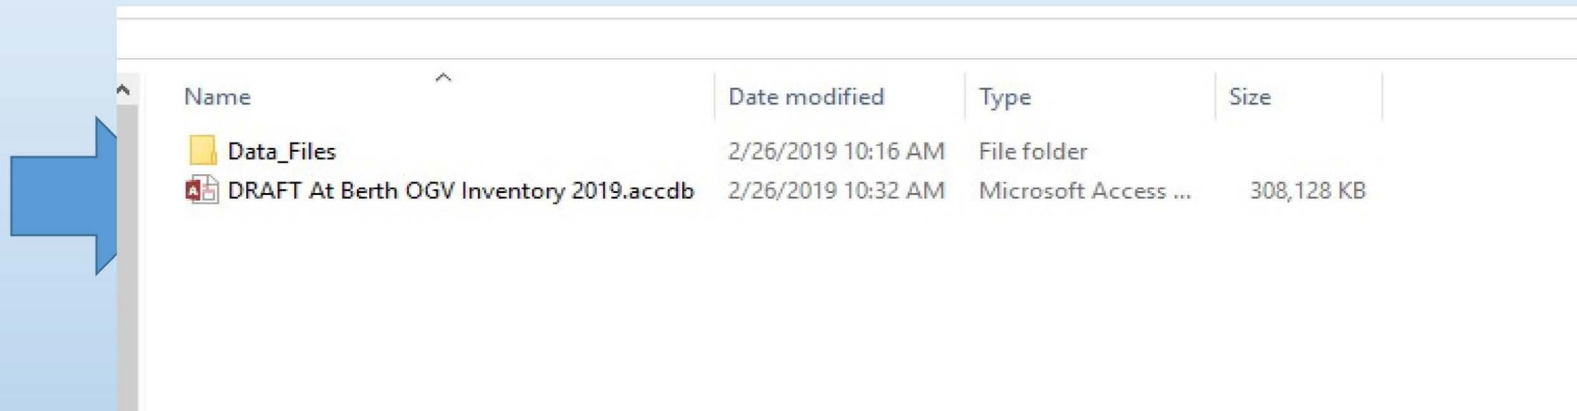 Name Date modified Type Size
Data_Files 2/26/2019 10:16 AM File folder
DRAFT At Berth OGV Inventory 2019.accdb 2/26/2019 10:32 AM Microsoft Access ... 308,128 KB